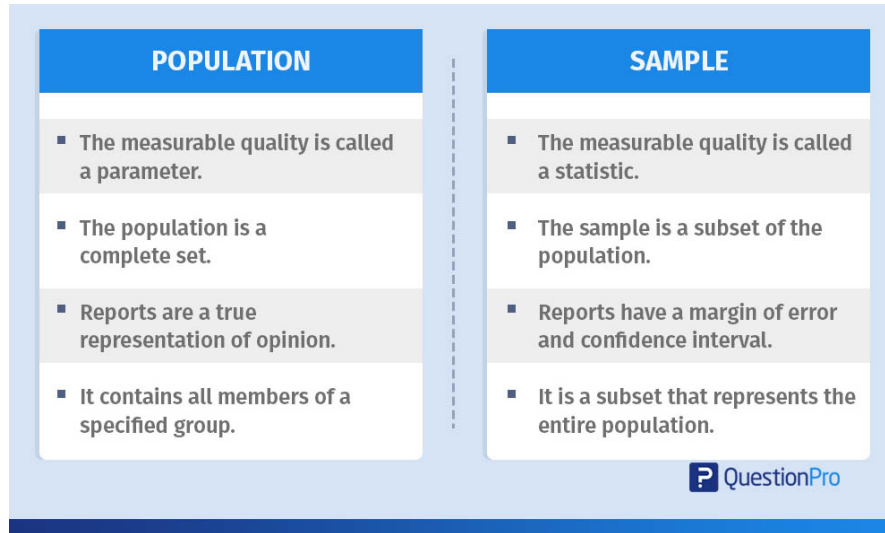 POPULATION
▪ The measurable quality is called
a parameter.
▪ The population is a
complete set.
▪ Reports are a true
representation of opinion.
▪ It contains all members of a
specified group.
SAMPLE
▪ The measurable quality is called
a statistic.
▪ The sample is a subset of the
population.
▪ Reports have a margin of error
and confidence interval.
▪ It is a subset that represents the
entire population.
QuestionPro